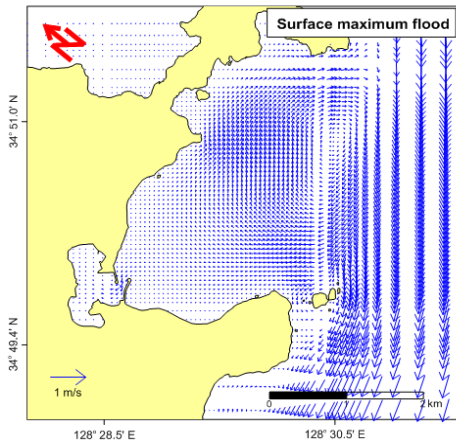 Surface maximum flood
34° 51.0' N
34° 49.4' N
1 m/s
0 1 2 km
128° 28.5' E
128° 30.5' E